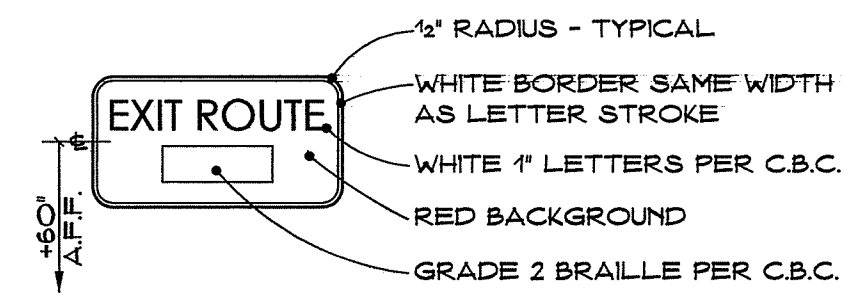 1/2" RADIUS - TYPICAL
WHITE BORDER SAME WIDTH
AS LETTER STROKE
EXIT ROUTE
WHITE 1" LETTERS PER C.B.C.
RED BACKGROUND
GRADE 2 BRAILLE PER C.B.C.
℄
+60"
A.F.F.